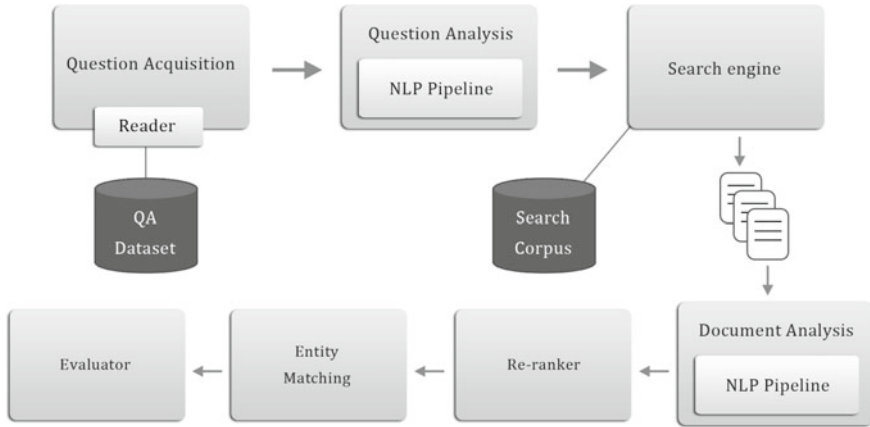 Question Acquisition
Reader
QA
Dataset
Question Analysis
NLP Pipeline
Search engine
Search
Corpus
Document Analysis
NLP Pipeline
Re-ranker
Entity
Matching
Evaluator